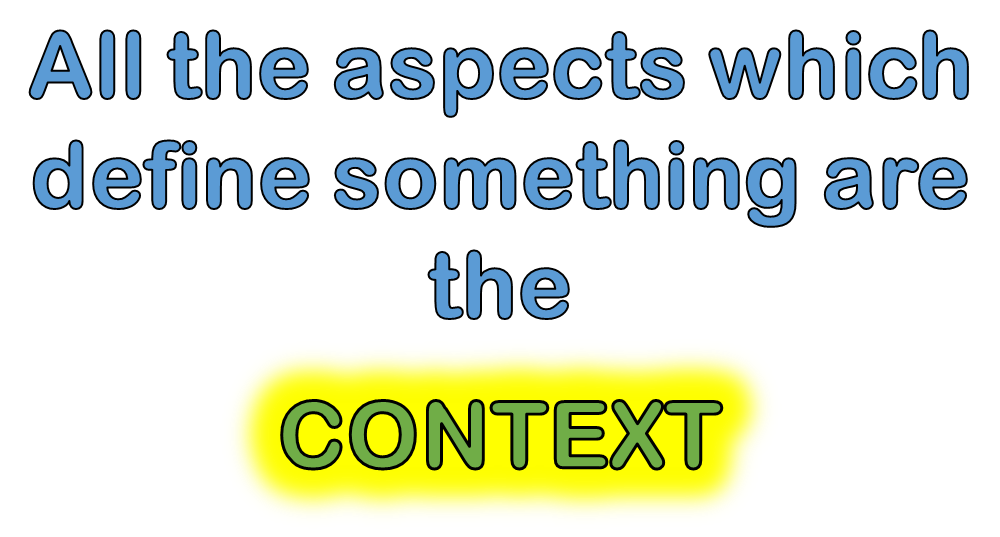 All the aspects which
define something are
the
CONTEXT